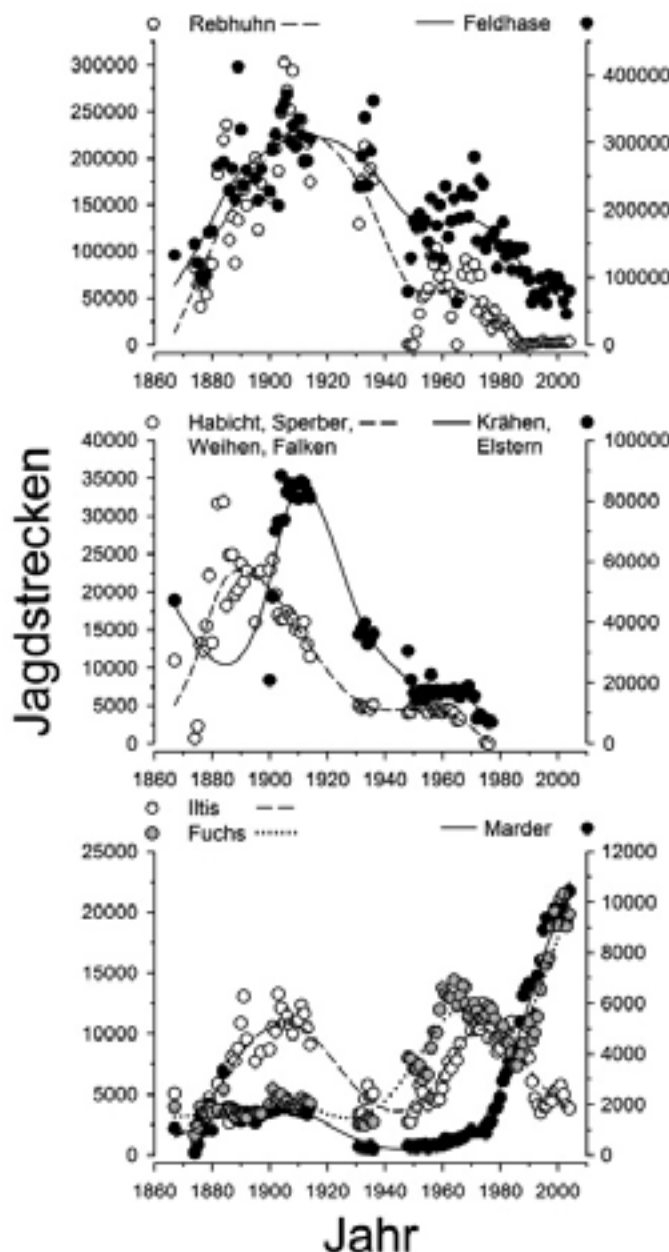 Rebhuhn
Feldhase
300000
250000
200000
150000
100000
50000
0
400000
300000
200000
100000
0
1860 1880 1900 1920 1940 1960 1980 2000
Habicht, Sperber,
Weihen, Falken
Krähen,
Elstern
40000
35000
30000
25000
20000
15000
10000
5000
0
100000
80000
60000
40000
20000
0
1860 1880 1900 1920 1940 1960 1980 2000
Iltis
Fuchs
Marder
25000
20000
15000
10000
5000
0
12000
10000
8000
6000
4000
2000
0
1860 1880 1900 1920 1940 1960 1980 2000
Jagdstrecken
Jahr